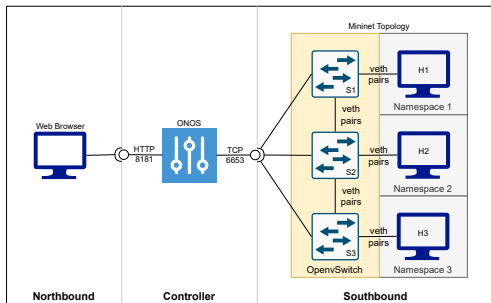 Mininet Topology
S1
veth
pairs
H1
Namespace 1
veth
pairs
Web Browser
HTTP
8181
ONOS
TCP
6653
S2
veth
pairs
H2
Namespace 2
veth
pairs
S3
veth
pairs
H3
Namespace 3
OpenvSwitch
Northbound
Controller
Southbound